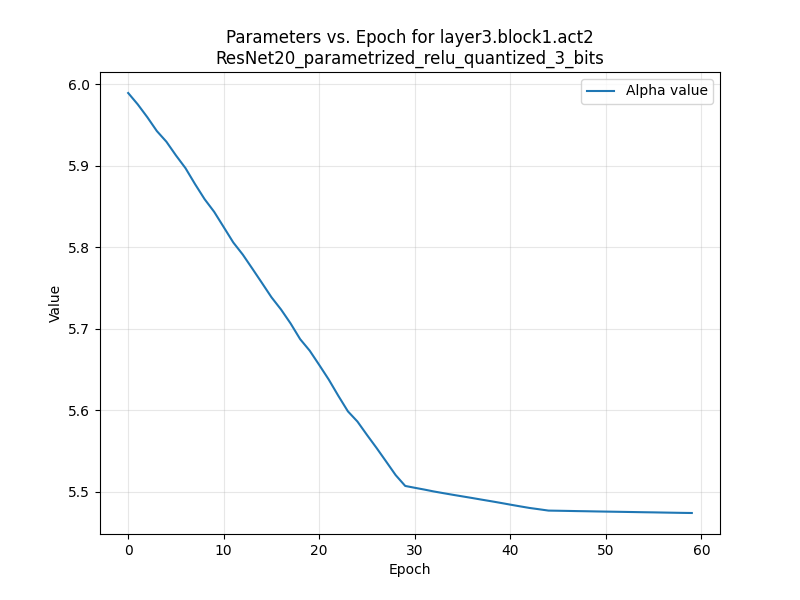 Parameters vs. Epoch for layer3.block1.act2
ResNet20_parametrized_relu_quantized_3_bits
Alpha value
6.0
5.9
5.8
5.7
5.6
5.5
Value
0 10 20 30 40 50 60
Epoch